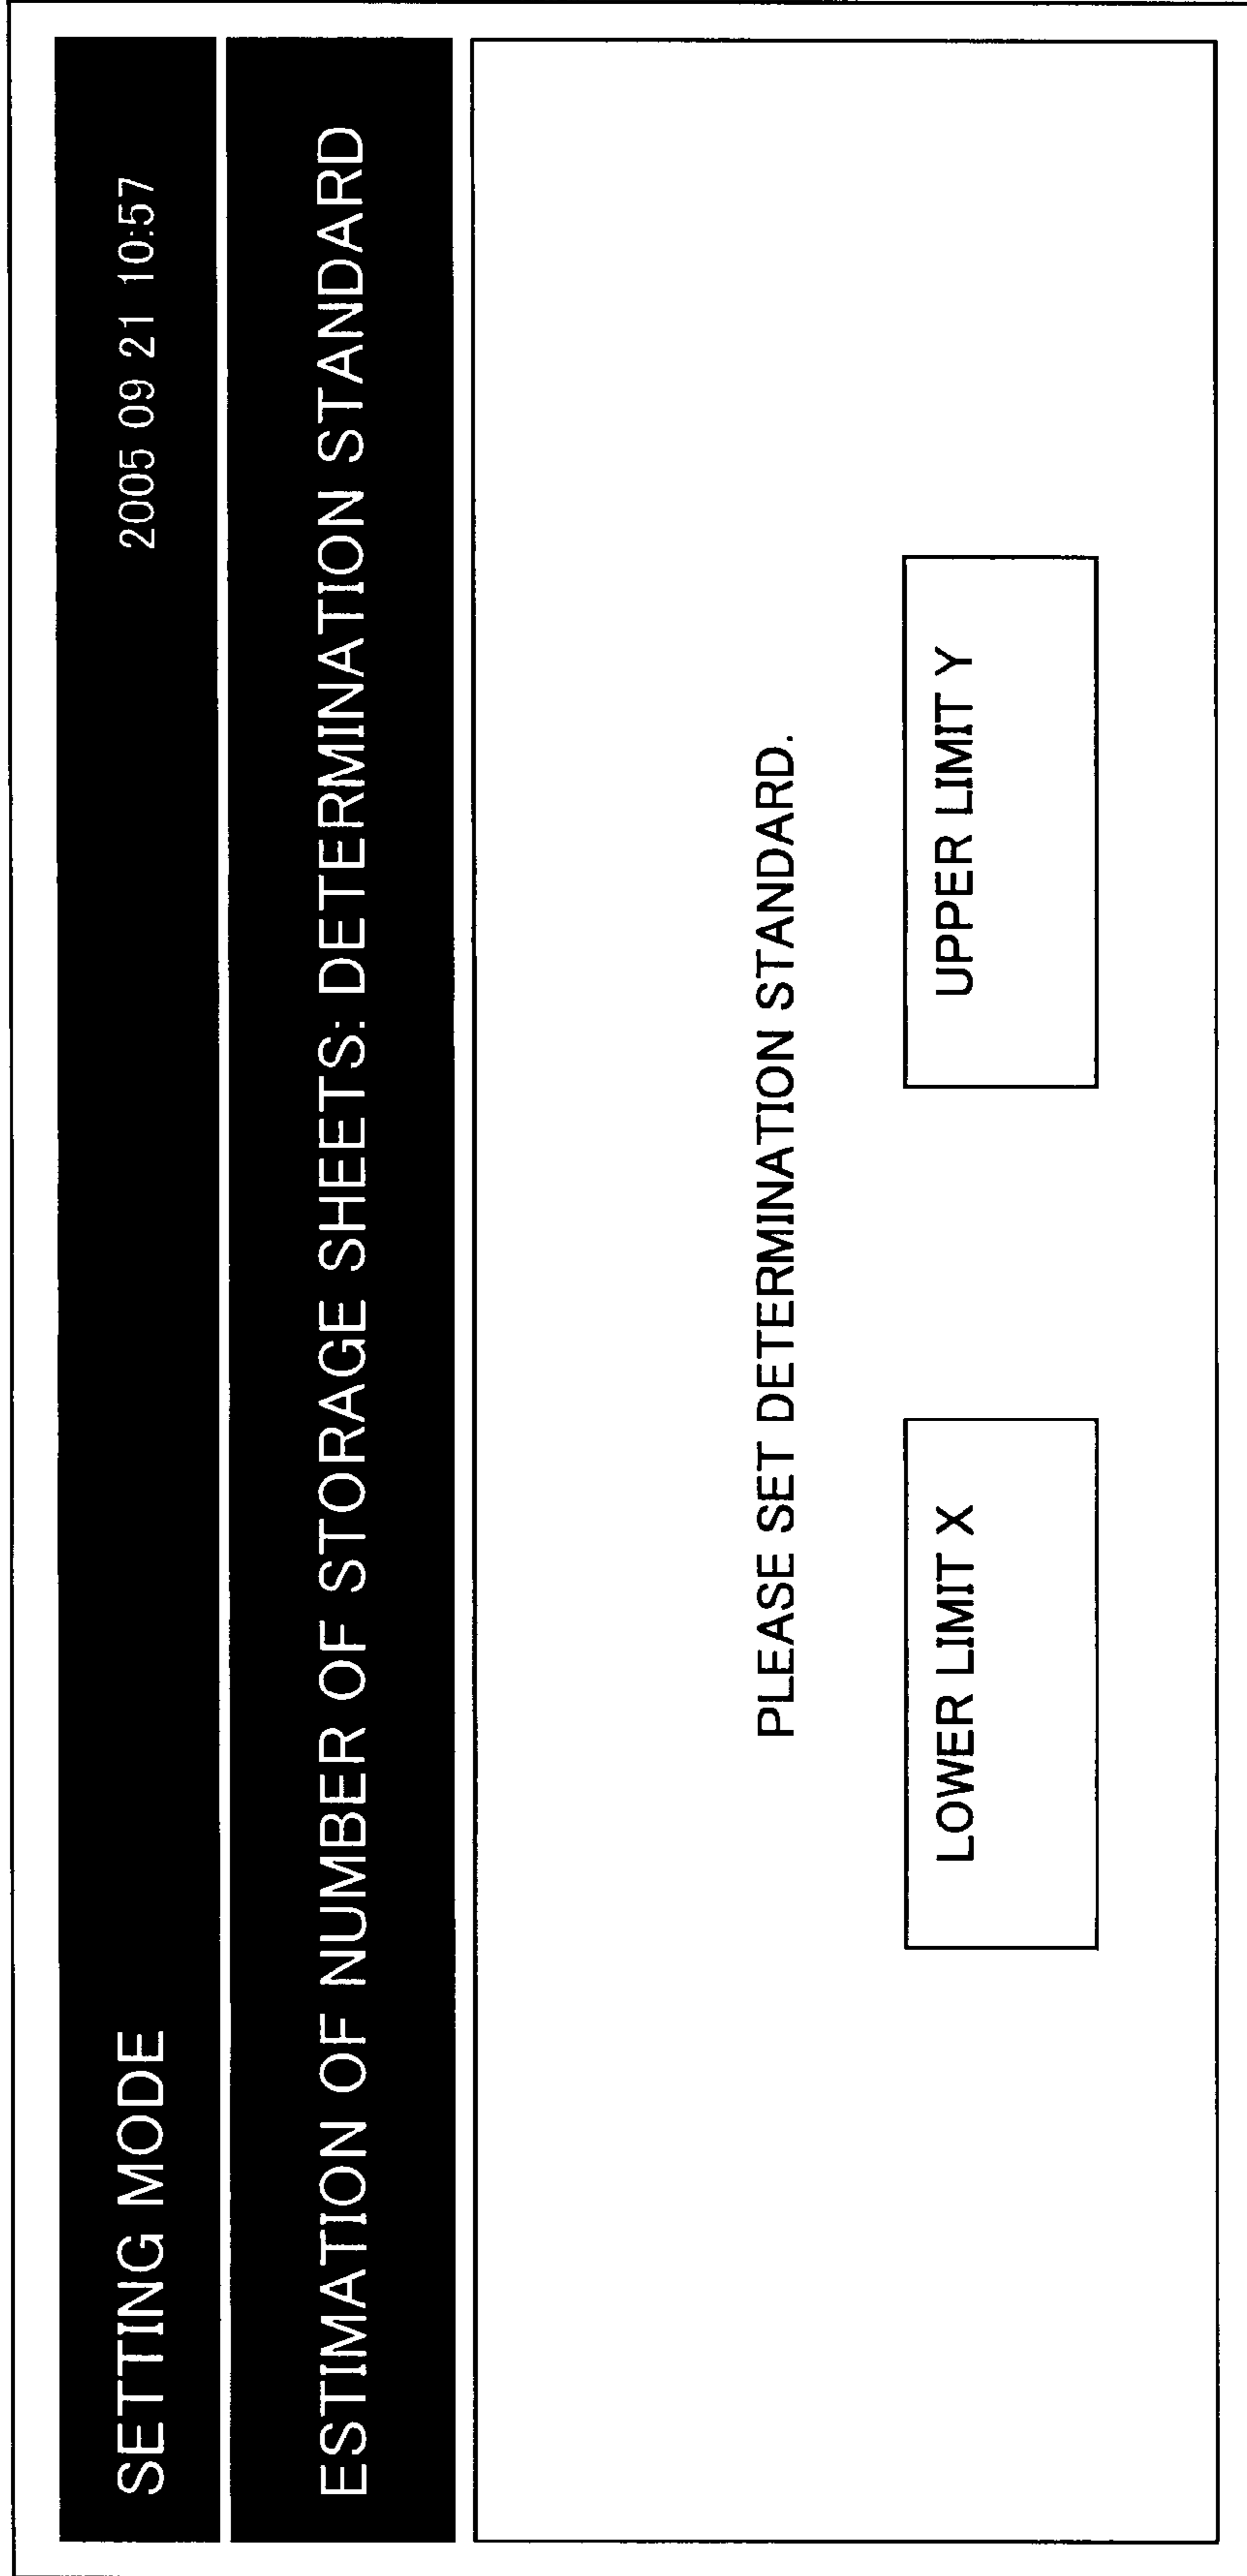 SETTING MODE 2005 09 21 10:57
ESTIMATION OF NUMBER OF STORAGE SHEETS: DETERMINATION STANDARD
PLEASE SET DETERMINATION STANDARD.
LOWER LIMIT X UPPER LIMIT Y